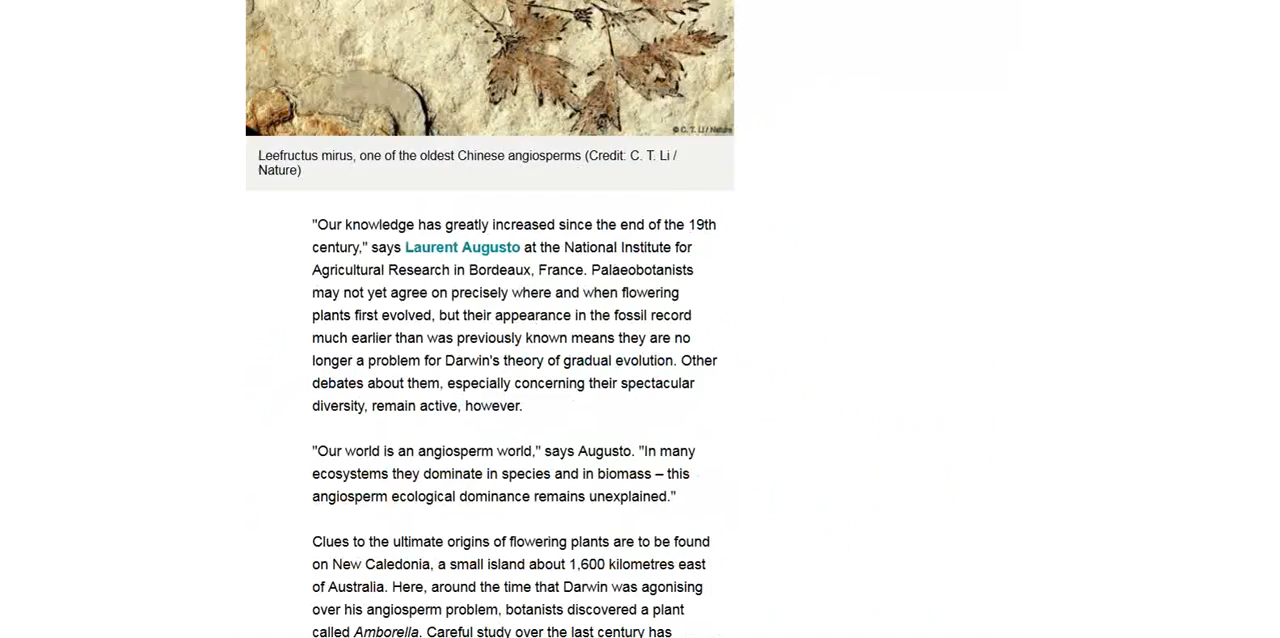 © C. T. Li / Nature
Leefructus mirus, one of the oldest Chinese angiosperms (Credit: C. T. Li /
Nature)
"Our knowledge has greatly increased since the end of the 19th
century," says Laurent Augusto at the National Institute for
Agricultural Research in Bordeaux, France. Palaeobotanists
may not yet agree on precisely where and when flowering
plants first evolved, but their appearance in the fossil record
much earlier than was previously known means they are no
longer a problem for Darwin's theory of gradual evolution. Other
debates about them, especially concerning their spectacular
diversity, remain active, however.
"Our world is an angiosperm world," says Augusto. "In many
ecosystems they dominate in species and in biomass – this
angiosperm ecological dominance remains unexplained."
Clues to the ultimate origins of flowering plants are to be found
on New Caledonia, a small island about 1,600 kilometres east
of Australia. Here, around the time that Darwin was agonising
over his angiosperm problem, botanists discovered a plant
called Amborella. Careful study over the last century has